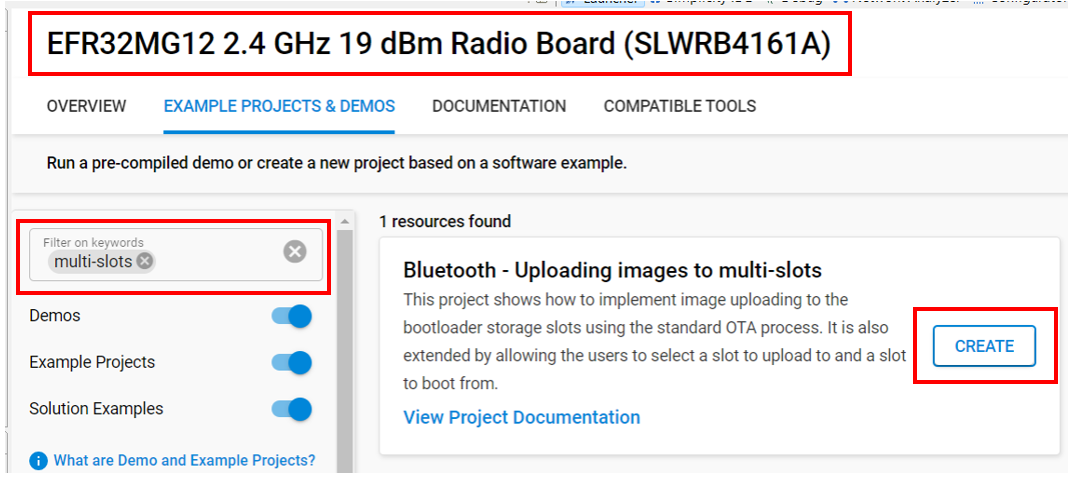 EFR32MG12 2.4 GHz 19 dBm Radio Board (SLWRB4161A)
OVERVIEW
EXAMPLE PROJECTS & DEMOS
DOCUMENTATION
COMPATIBLE TOOLS
Run a pre-compiled demo or create a new project based on a software example.
Filter on keywords
multi-slots
Demos
Example Projects
Solution Examples
What are Demo and Example Projects?
1 resources found
Bluetooth - Uploading images to multi-slots
This project shows how to implement image uploading to the
bootloader storage slots using the standard OTA process. It is also
extended by allowing the users to select a slot to upload to and a slot
to boot from.
View Project Documentation
CREATE